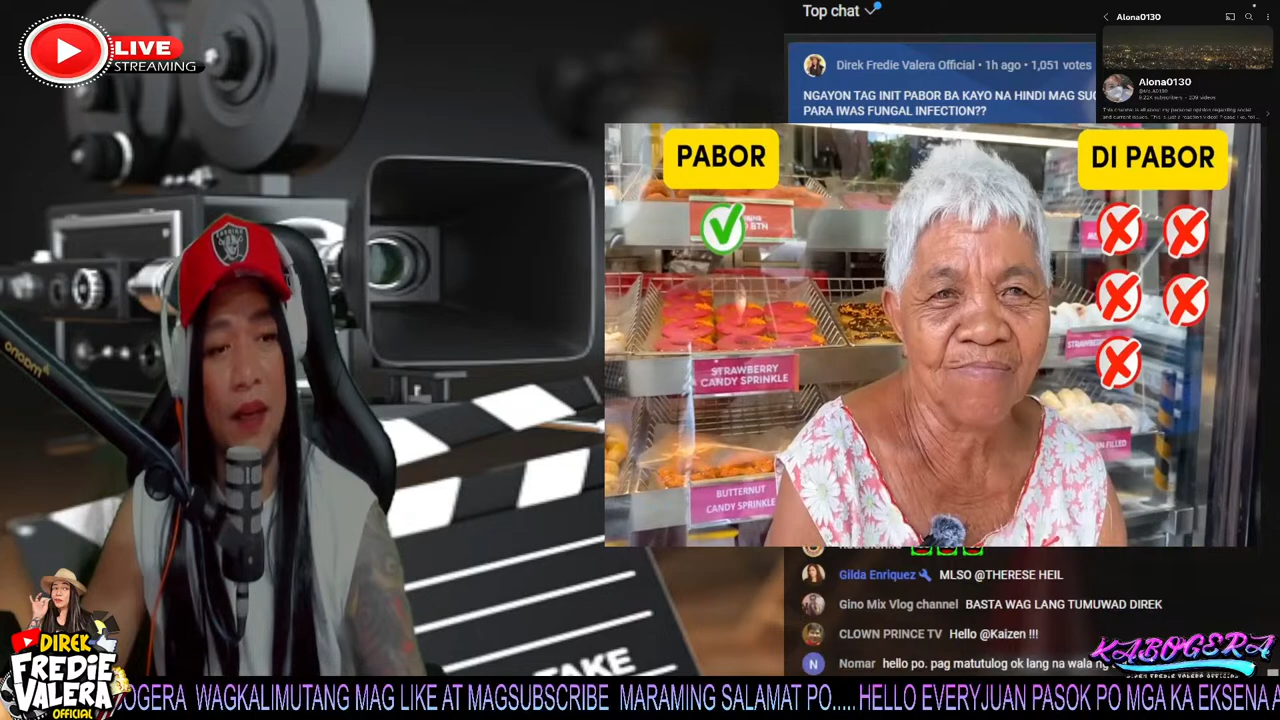 LIVE
STREAMING
Top chat
Direk Fredie Valera Official • 1h ago • 1,051 votes
NGAYON TAG INIT PABOR BA KAYO NA HINDI MAG
PARA IWAS FUNGAL INFECTION??
Alona0130
Alona0130
PABOR
DI PABOR
STRAWBERRY
CANDY SPRINKLE
BUTTERNUT
CANDY SPRINKLE
FILLED
maono
Gilda Enriquez MLSO @THERESE HEIL
Gino Mix Vlog channel BASTA WAG LANG TUMUWAD DIREK
CLOWN PRINCE TV Hello @Kaizen !!!
N Nomar hello po. pag matutulog ok lang na wala
TAKE
KABOGERA
DIREK
FREDIE
VALERA
OFFICIAL
OGERA WAGKALIMUTANG MAG LIKE AT MAGSUBSCRIBE MARAMING SALAMAT PO..... HELLO EVERYJUAN PASOK PO MGA KA EKSENA A